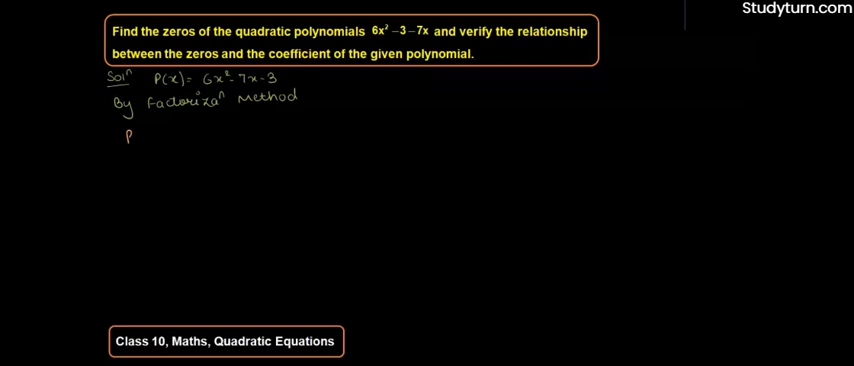 Studyturn.com
Find the zeros of the quadratic polynomials 6x² −3 −7x and verify the relationship
between the zeros and the coefficient of the given polynomial.
Solⁿ P(x) = 6x² - 7x - 3
By factorizaⁿ Method
P
Class 10, Maths, Quadratic Equations